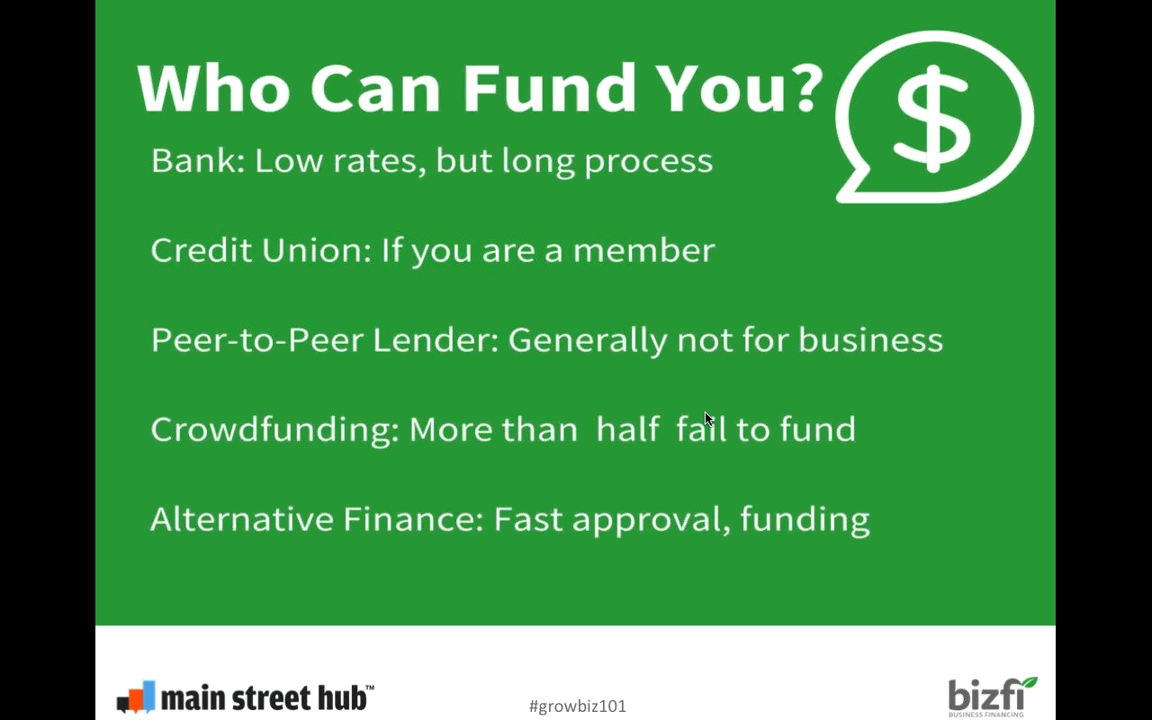 Who Can Fund You?
$
Bank: Low rates, but long process
Credit Union: If you are a member
Peer-to-Peer Lender: Generally not for business
Crowdfunding: More than half fail to fund
Alternative Finance: Fast approval, funding
main street hub™
#growbiz101
bizfi
BUSINESS FINANCING